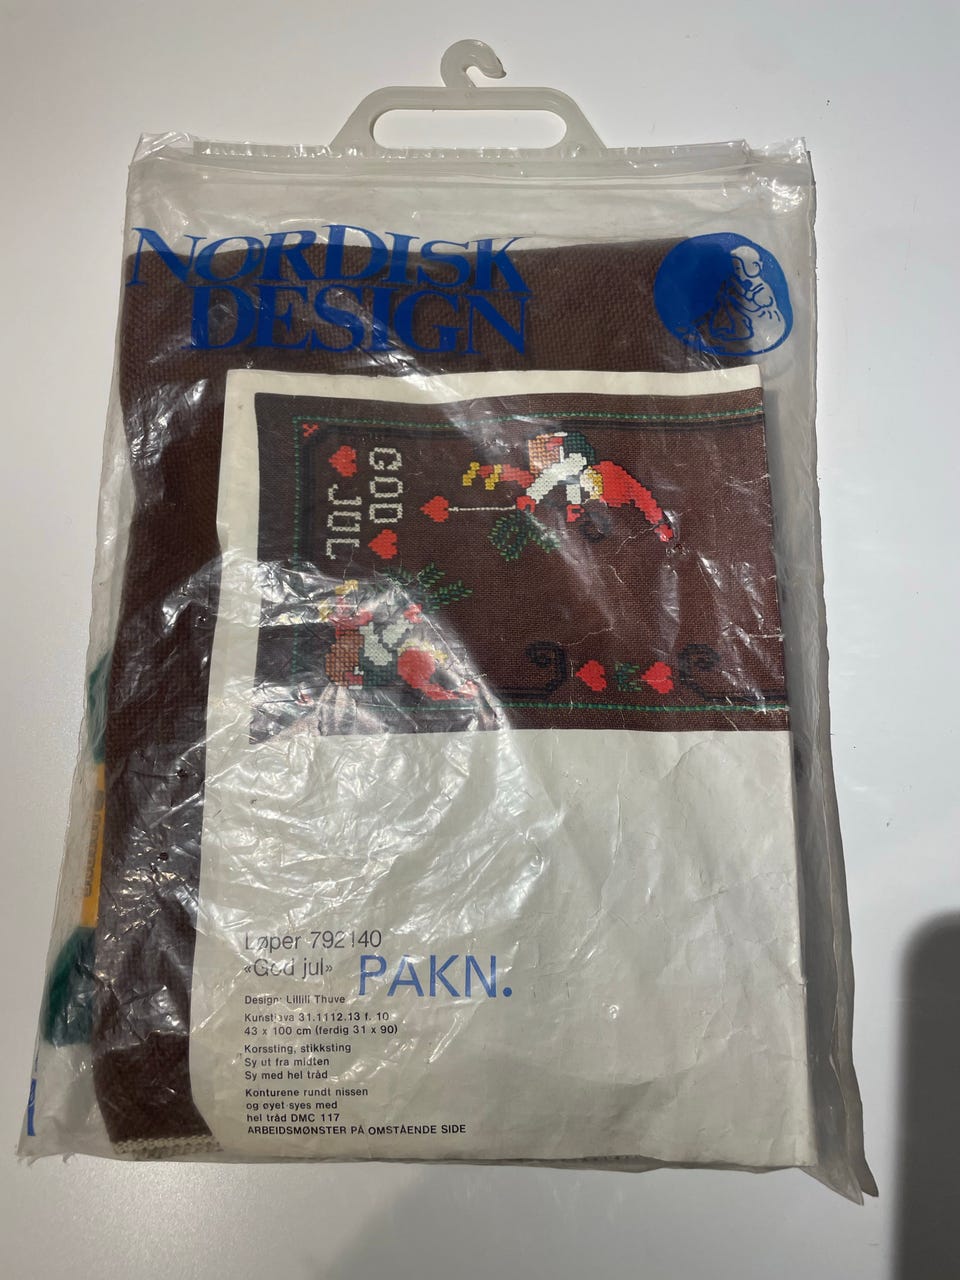 NORDISK
DESIGN
GOD
JUL
Løper 792140
«God jul» PAKN.
Design: Lillill Thuve
Kunstjava 31.1112.13 f. 10
43 x 100 cm (ferdig 31 x 90)
Korssting, stikksting
Sy ut fra midten
Sy med hel tråd
Konturene rundt nissen
og øyet syes med
hel tråd DMC 117
ARBEIDSMØNSTER PÅ OMSTÅENDE SIDE